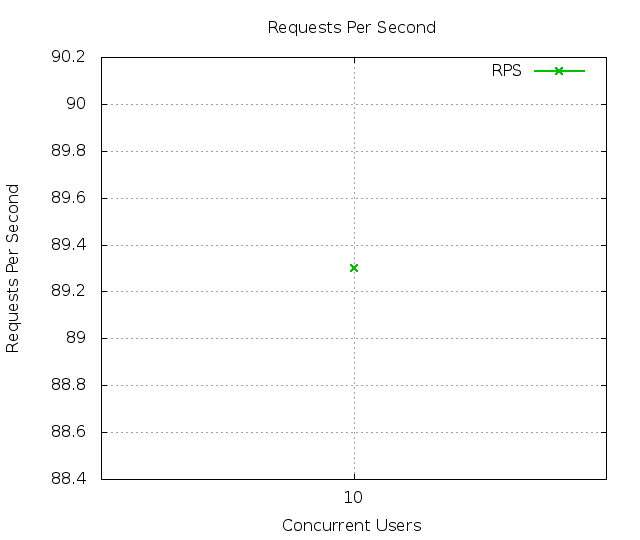 Requests Per Second
RPS
Requests Per Second
90.2
90
89.8
89.6
89.4
89.2
89
88.8
88.6
88.4
10
Concurrent Users